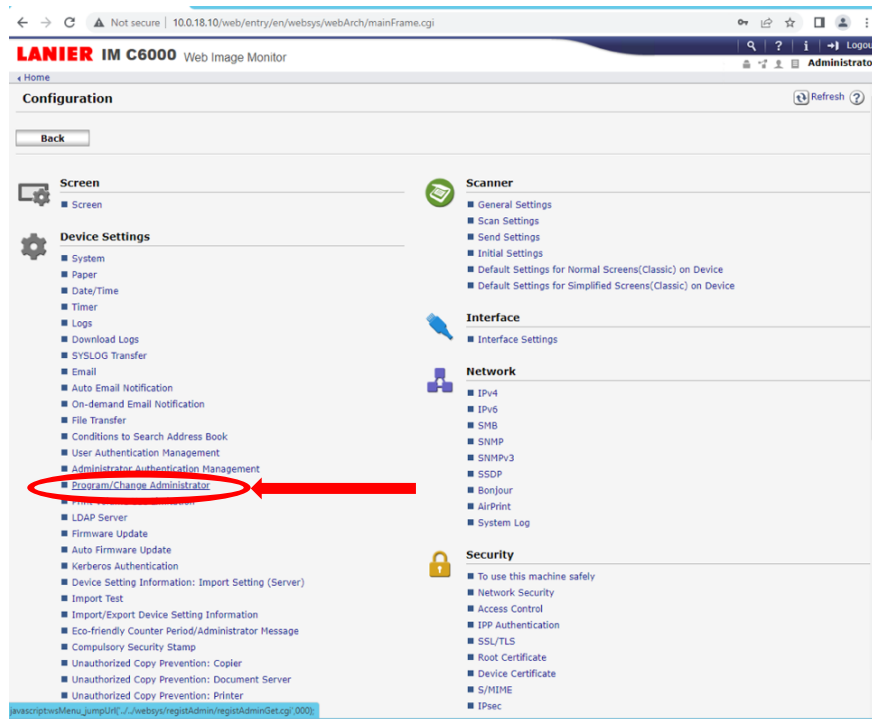 Not secure | 10.0.18.10/web/entry/en/websys/webArch/mainFrame.cgi
LANIER IM C6000 Web Image Monitor
? i Logou
Administrato
Home
Configuration
Refresh ?
Back
Screen
Screen
Device Settings
System
Paper
Date/Time
Timer
Logs
Download Logs
SYSLOG Transfer
Email
Auto Email Notification
On-demand Email Notification
File Transfer
Conditions to Search Address Book
User Authentication Management
Administrator Authentication Management
Program/Change Administrator
LDAP Server
Firmware Update
Auto Firmware Update
Kerberos Authentication
Device Setting Information: Import Setting (Server)
Import Test
Import/Export Device Setting Information
Eco-friendly Counter Period/Administrator Message
Compulsory Security Stamp
Unauthorized Copy Prevention: Copier
Unauthorized Copy Prevention: Document Server
Unauthorized Copy Prevention: Printer
Scanner
General Settings
Scan Settings
Send Settings
Initial Settings
Default Settings for Normal Screens(Classic) on Device
Default Settings for Simplified Screens(Classic) on Device
Interface
Interface Settings
Network
IPv4
IPv6
SMB
SNMP
SNMPv3
SSDP
Bonjour
AirPrint
System Log
Security
To use this machine safely
Network Security
Access Control
IPP Authentication
SSL/TLS
Root Certificate
Device Certificate
S/MIME
IPsec
javascript:wsMenu_jumpUrl('../../websys/registAdmin/registAdminGet.cgi',000);